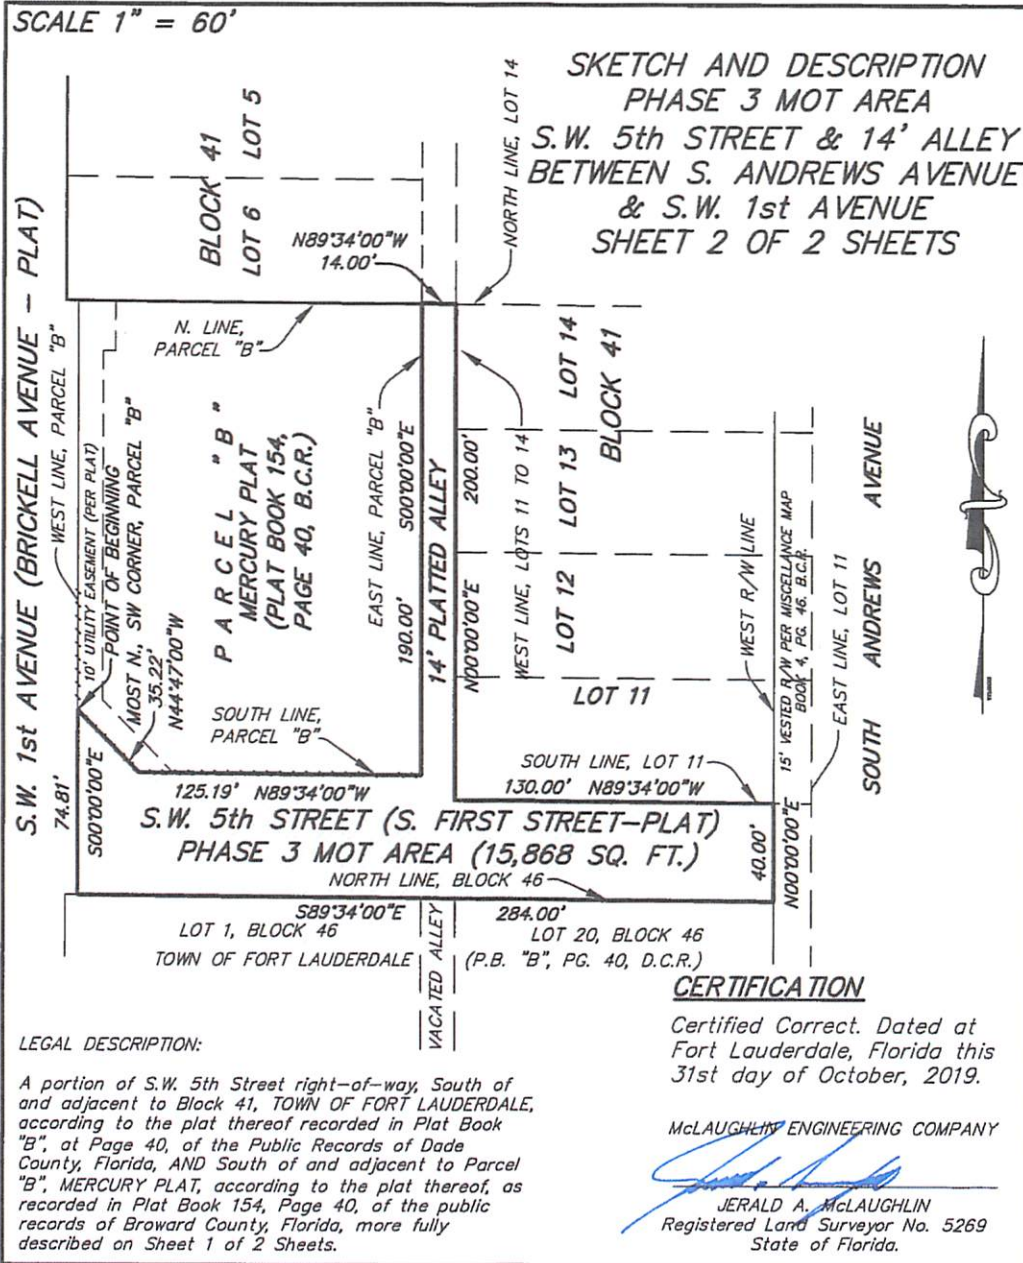 SCALE 1" = 60'
SKETCH AND DESCRIPTION
PHASE 3 MOT AREA
S.W. 5th STREET & 14' ALLEY
BETWEEN S. ANDREWS AVENUE
& S.W. 1st AVENUE
SHEET 2 OF 2 SHEETS
S.W. 1st AVENUE (BRICKELL AVENUE - PLAT)
BLOCK 41
LOT 5
LOT 6
N89°34'00"W
14.00'
NORTH LINE, LOT 14
N. LINE,
PARCEL "B"
WEST LINE, PARCEL "B"
10' UTILITY EASEMENT (PER PLAT)
POINT OF BEGINNING
MOST N., SW CORNER, PARCEL "B"
35.22'
N44°47'00"W
PARCEL "B"
MERCURY PLAT
(PLAT BOOK 154,
PAGE 40, B.C.R.)
EAST LINE, PARCEL "B"
S00°00'00"E
190.00'
14' PLATTED ALLEY
200.00'
N00°00'00"E
WEST LINE, LOTS 11 TO 14
LOT 14
BLOCK 41
LOT 13
LOT 12
LOT 11
WEST R/W LINE
15' VESTED R/W PER MISCELLANCE MAP
BOOK 4, PG. 46, B.C.R.
EAST LINE, LOT 11
SOUTH ANDREWS AVENUE
SOUTH LINE,
PARCEL "B"
SOUTH LINE, LOT 11
74.81'
S00°00'00"E
125.19' N89°34'00"W
130.00' N89°34'00"W
S.W. 5th STREET (S. FIRST STREET-PLAT)
PHASE 3 MOT AREA (15,868 SQ. FT.)
40.00'
N00°00'00"E
NORTH LINE, BLOCK 46
S89°34'00"E
284.00'
LOT 1, BLOCK 46
LOT 20, BLOCK 46
TOWN OF FORT LAUDERDALE
(P.B. "B", PG. 40, D.C.R.)
VACATED ALLEY
LEGAL DESCRIPTION:
A portion of S.W. 5th Street right-of-way, South of
and adjacent to Block 41, TOWN OF FORT LAUDERDALE,
according to the plat thereof recorded in Plat Book
"B", at Page 40, of the Public Records of Dade
County, Florida, AND South of and adjacent to Parcel
"B", MERCURY PLAT, according to the plat thereof, as
recorded in Plat Book 154, Page 40, of the public
records of Broward County, Florida, more fully
described on Sheet 1 of 2 Sheets.
CERTIFICATION
Certified Correct. Dated at
Fort Lauderdale, Florida this
31st day of October, 2019.
McLAUGHLIN ENGINEERING COMPANY
JERALD A. McLAUGHLIN
Registered Land Surveyor No. 5269
State of Florida.